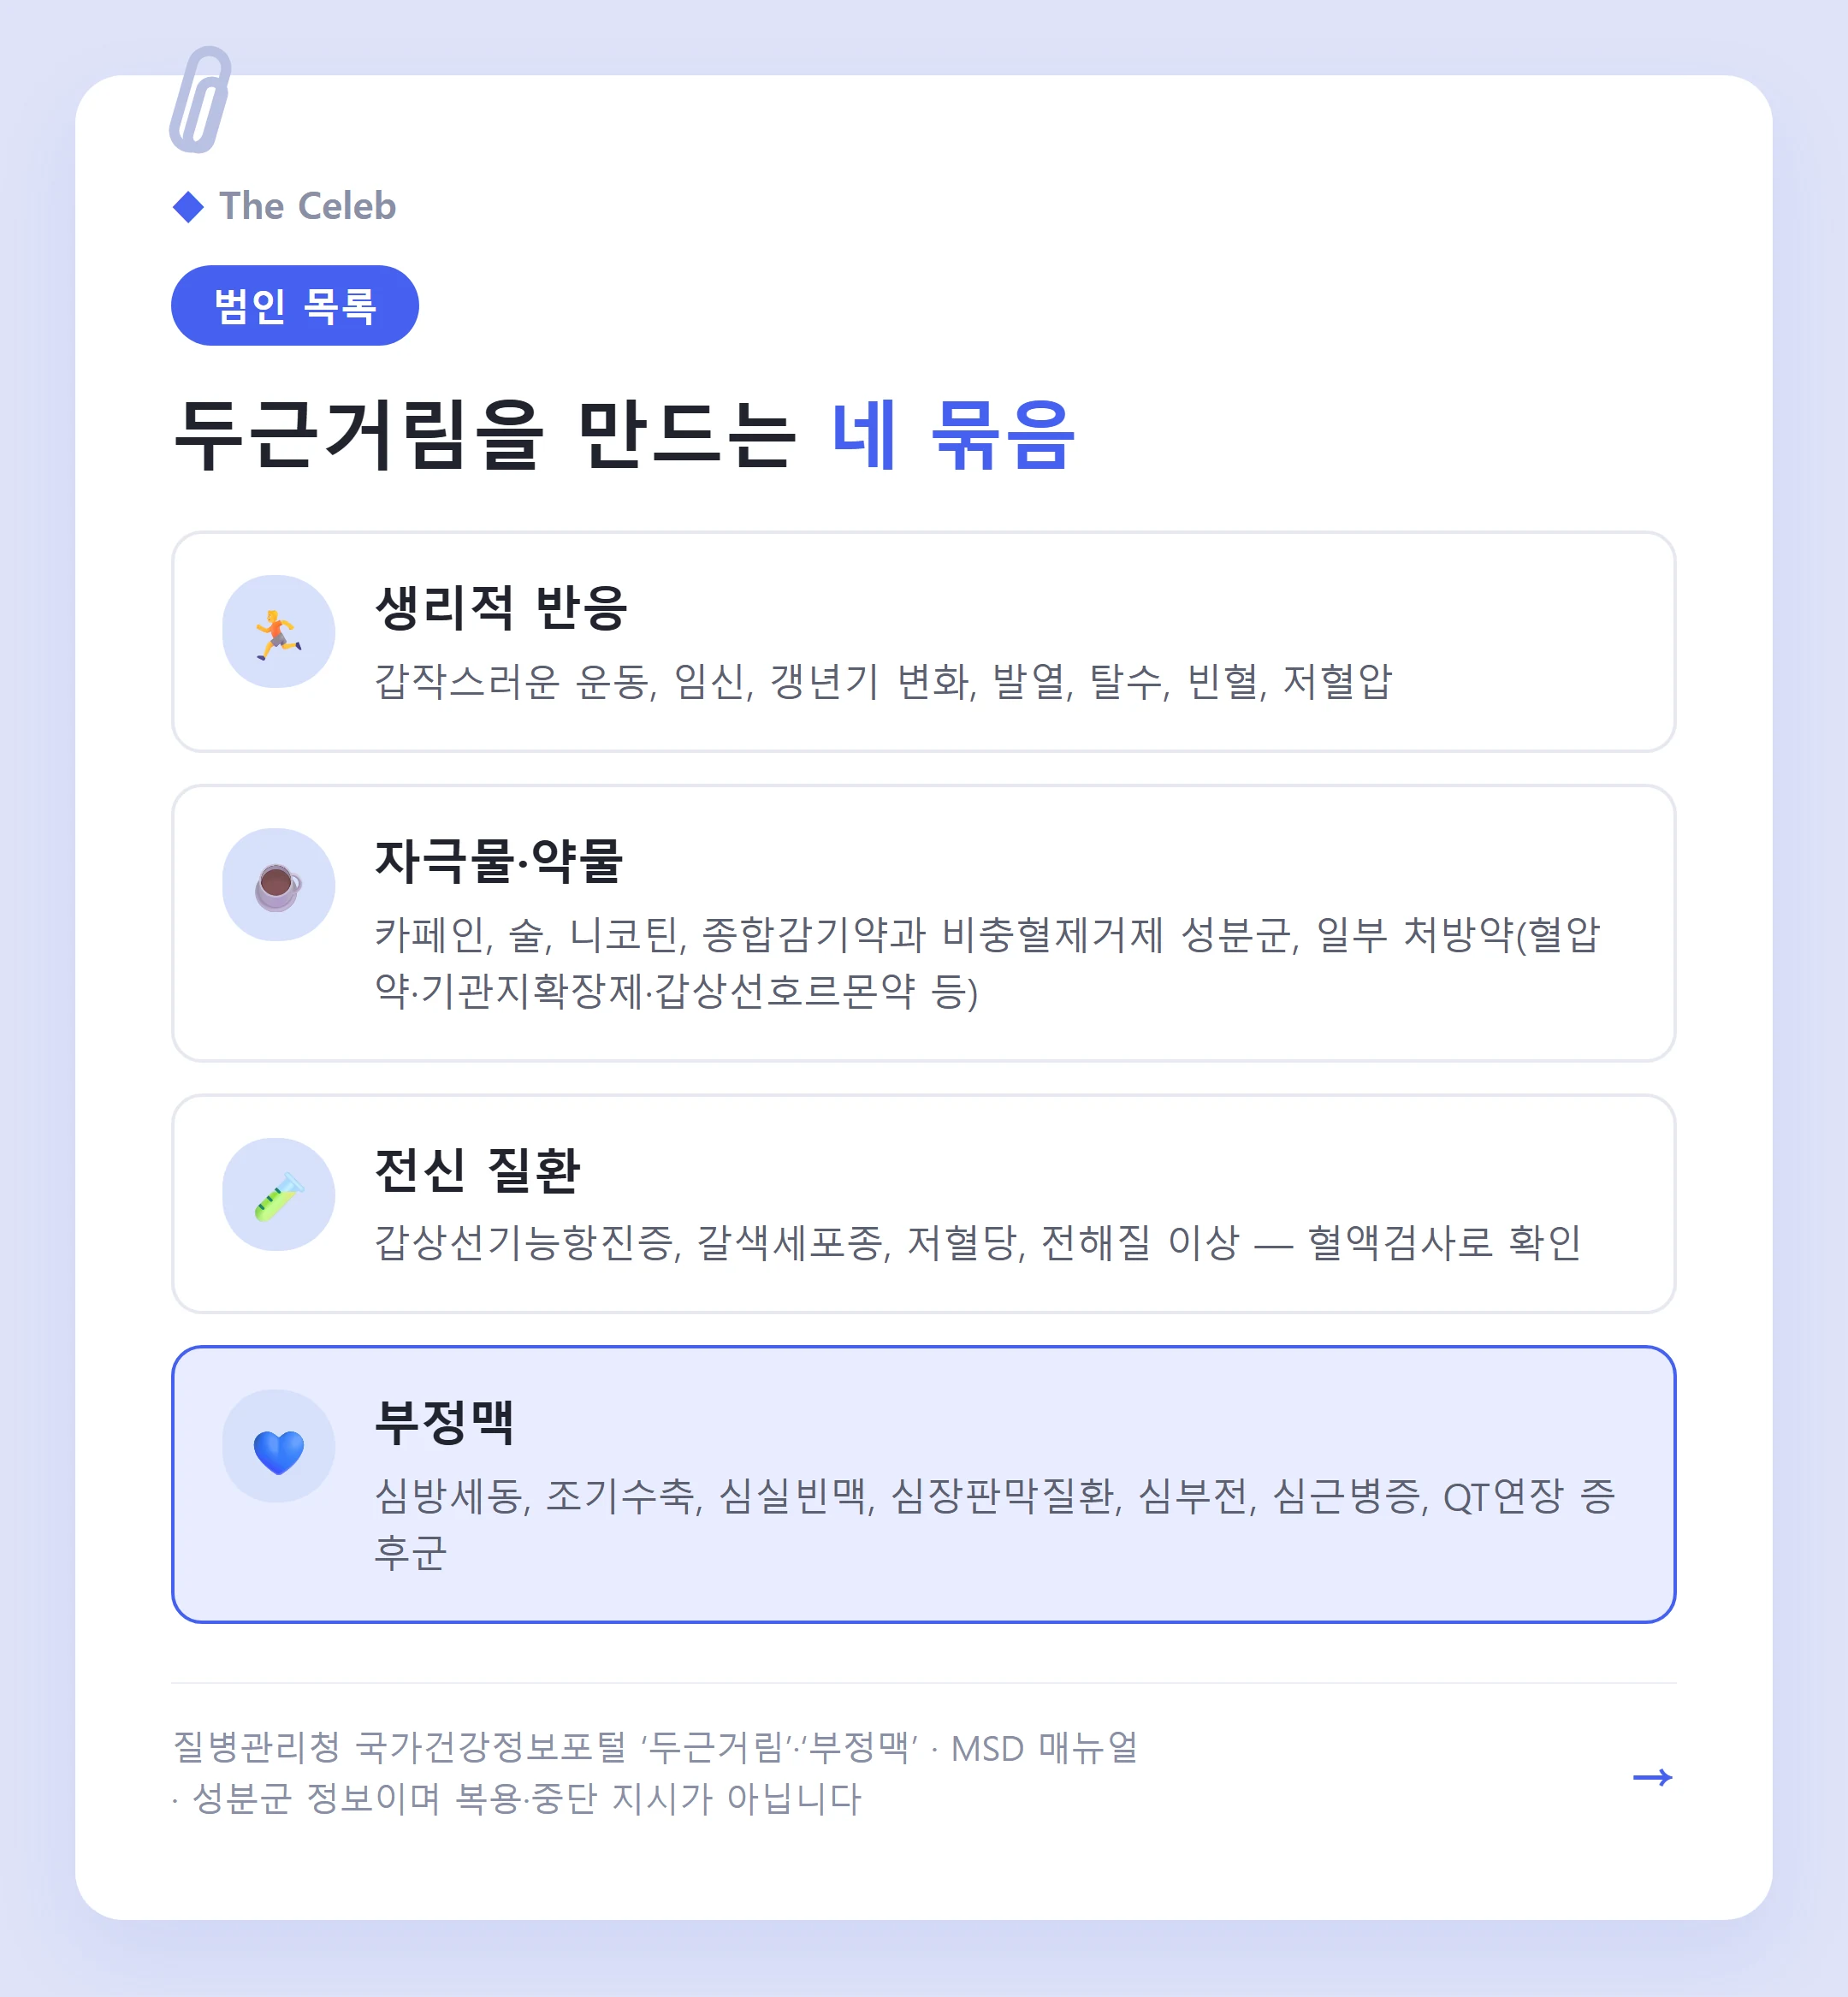 The Celeb
범인 목록
두근거림을 만드는 네 묶음
생리적 반응
갑작스러운 운동, 임신, 갱년기 변화, 발열, 탈수, 빈혈, 저혈압
자극물·약물
카페인, 술, 니코틴, 종합감기약과 비충혈제거제 성분군, 일부 처방약(혈압
약·기관지확장제·갑상선호르몬약 등)
전신 질환
갑상선기능항진증, 갈색세포종, 저혈당, 전해질 이상 — 혈액검사로 확인
부정맥
심방세동, 조기수축, 심실빈맥, 심장판막질환, 심부전, 심근병증, QT연장 증
후군
질병관리청 국가건강정보포털 ‘두근거림’·‘부정맥’ · MSD 매뉴얼
· 성분군 정보이며 복용·중단 지시가 아닙니다
→